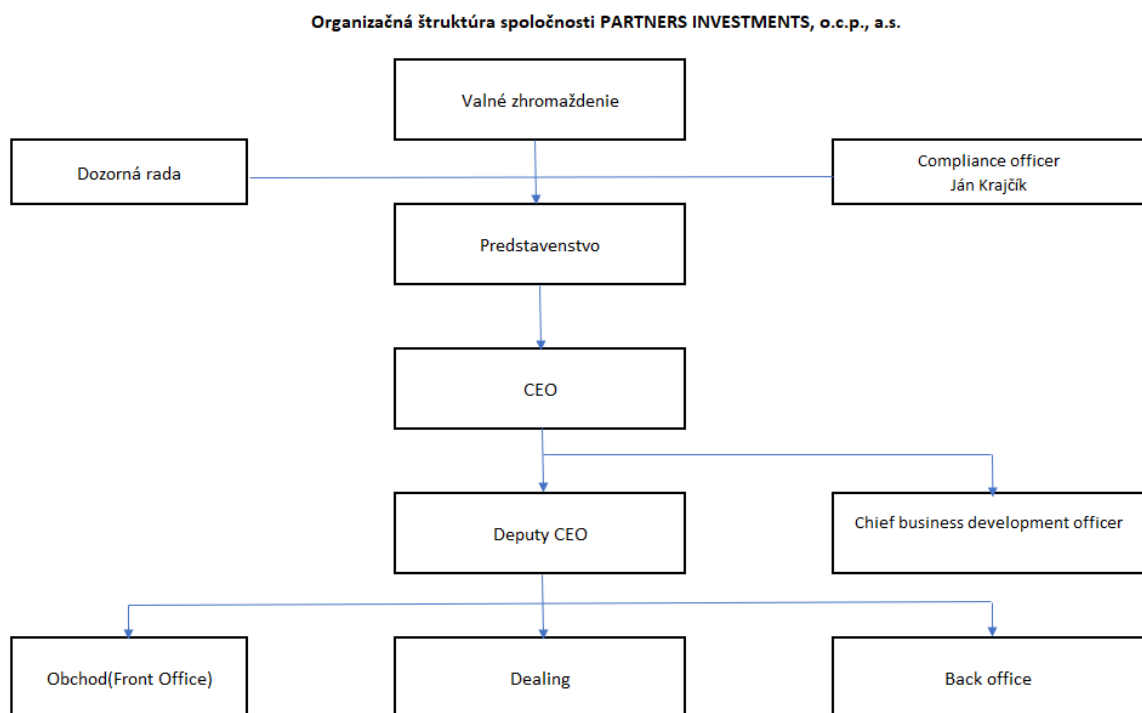 Organizačná štruktúra spoločnosti PARTNERS INVESTMENTS, o.c.p., a.s.
Valné zhromaždenie
Dozorná rada
Compliance officer
Ján Krajčík
Predstavenstvo
CEO
Deputy CEO
Chief business development officer
Obchod(Front Office)
Dealing
Back office